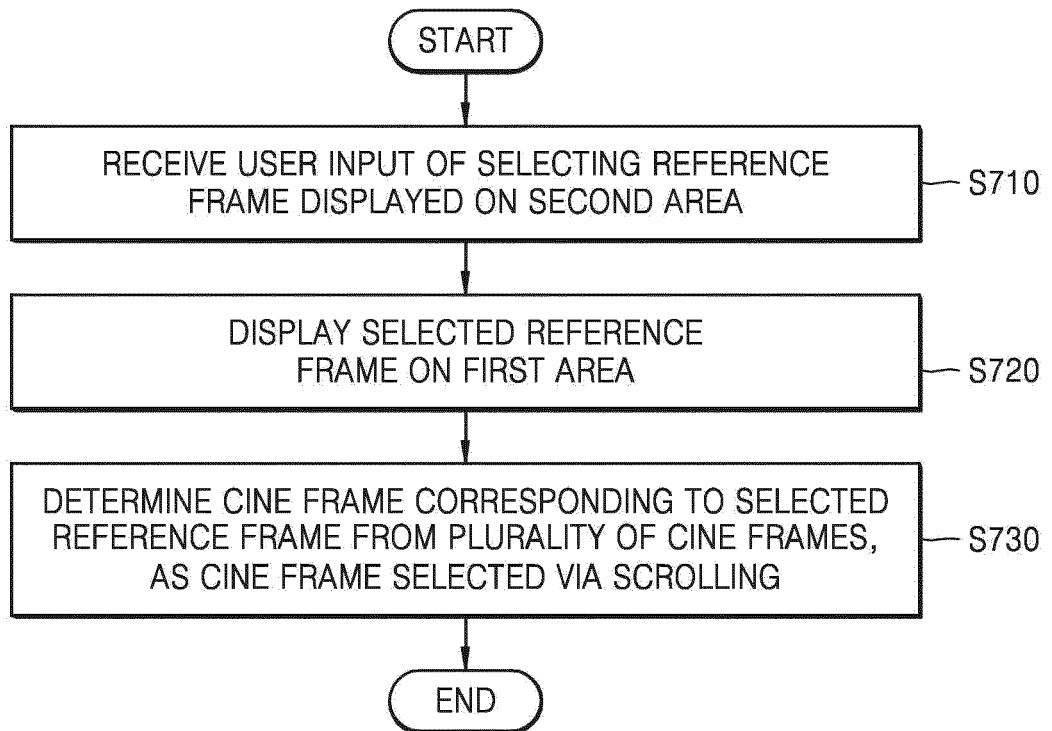 START
RECEIVE USER INPUT OF SELECTING REFERENCE
FRAME DISPLAYED ON SECOND AREA
S710
DISPLAY SELECTED REFERENCE
FRAME ON FIRST AREA
S720
DETERMINE CINE FRAME CORRESPONDING TO SELECTED
REFERENCE FRAME FROM PLURALITY OF CINE FRAMES,
AS CINE FRAME SELECTED VIA SCROLLING
S730
END